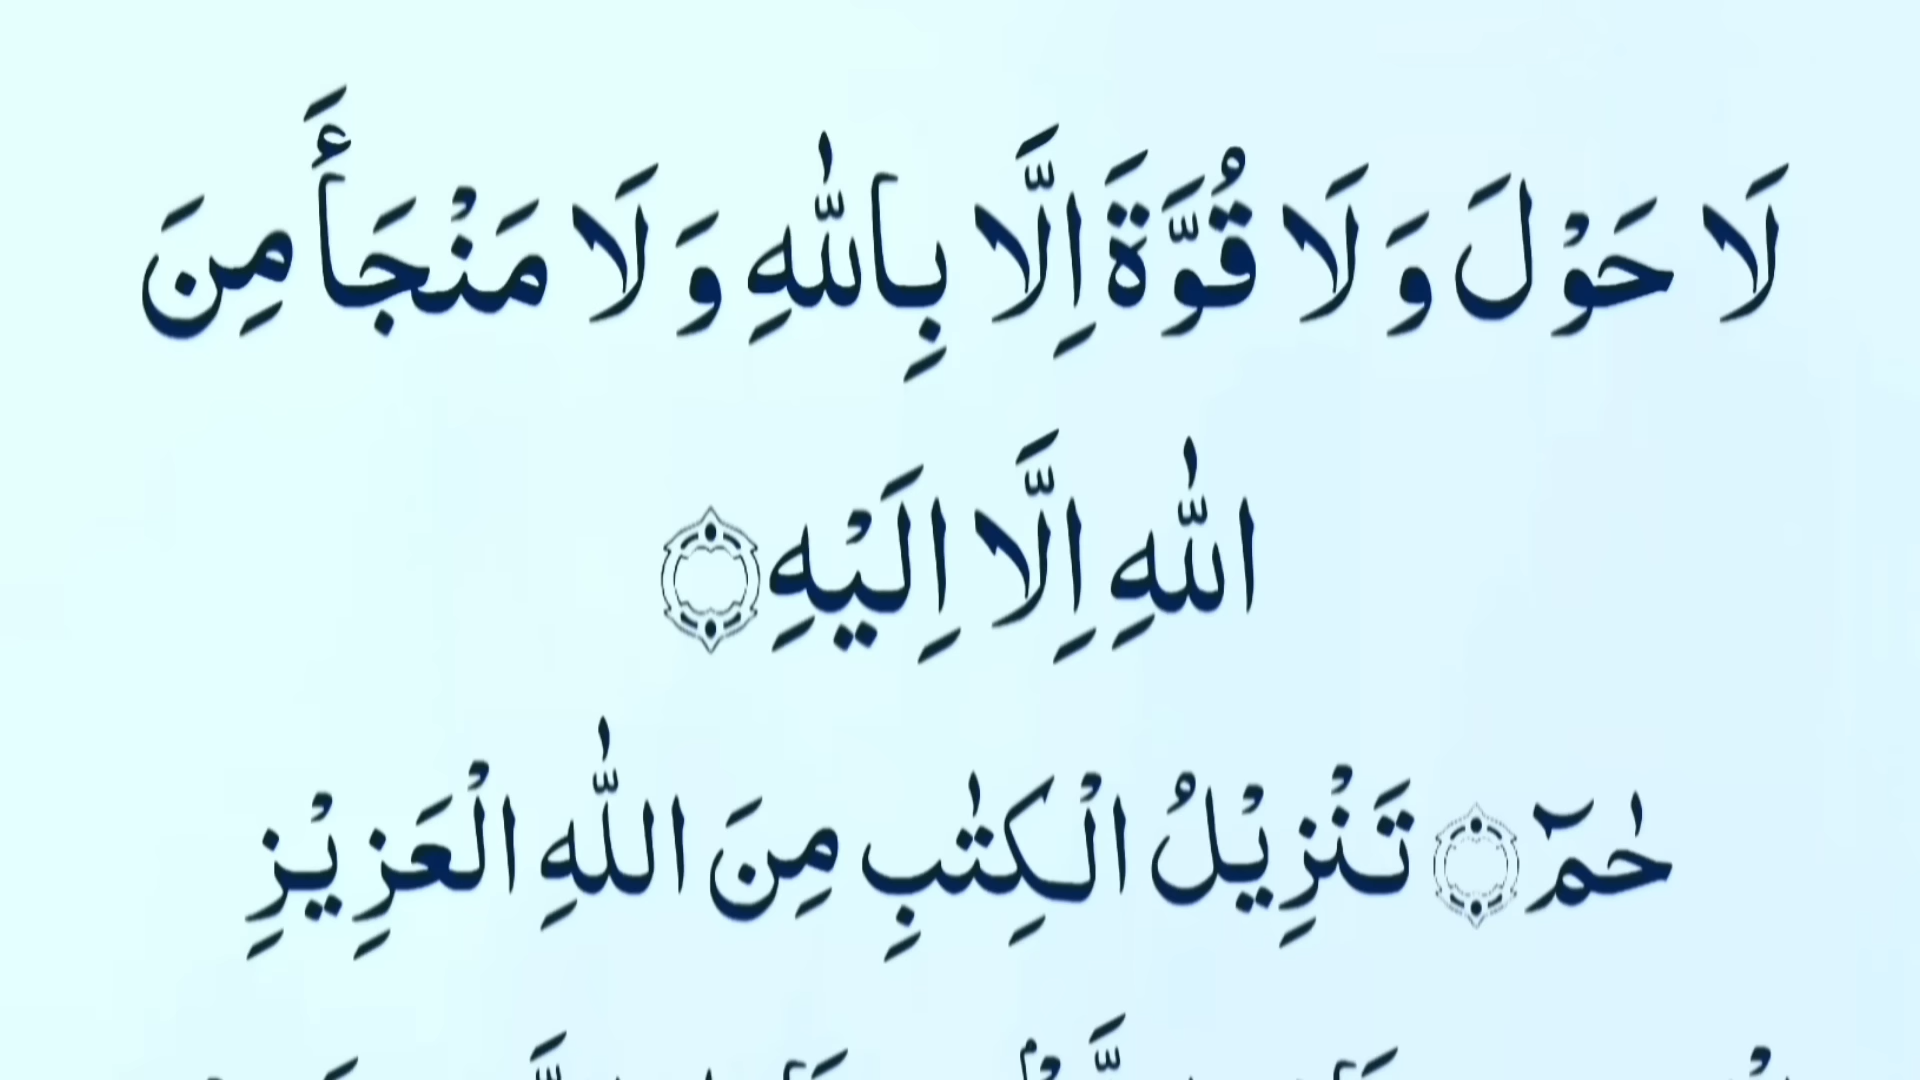 لَا حَوْلَ وَلَا قُوَّةَ اِلَّا بِاللّٰهِ وَلَا مَنْجَأَ مِنَ
اللّٰهِ اِلَّا اِلَيْهِ۝
حٰمٓ۝ تَنْزِيْلُ الْكِتٰبِ مِنَ اللّٰهِ الْعَزِيْزِ